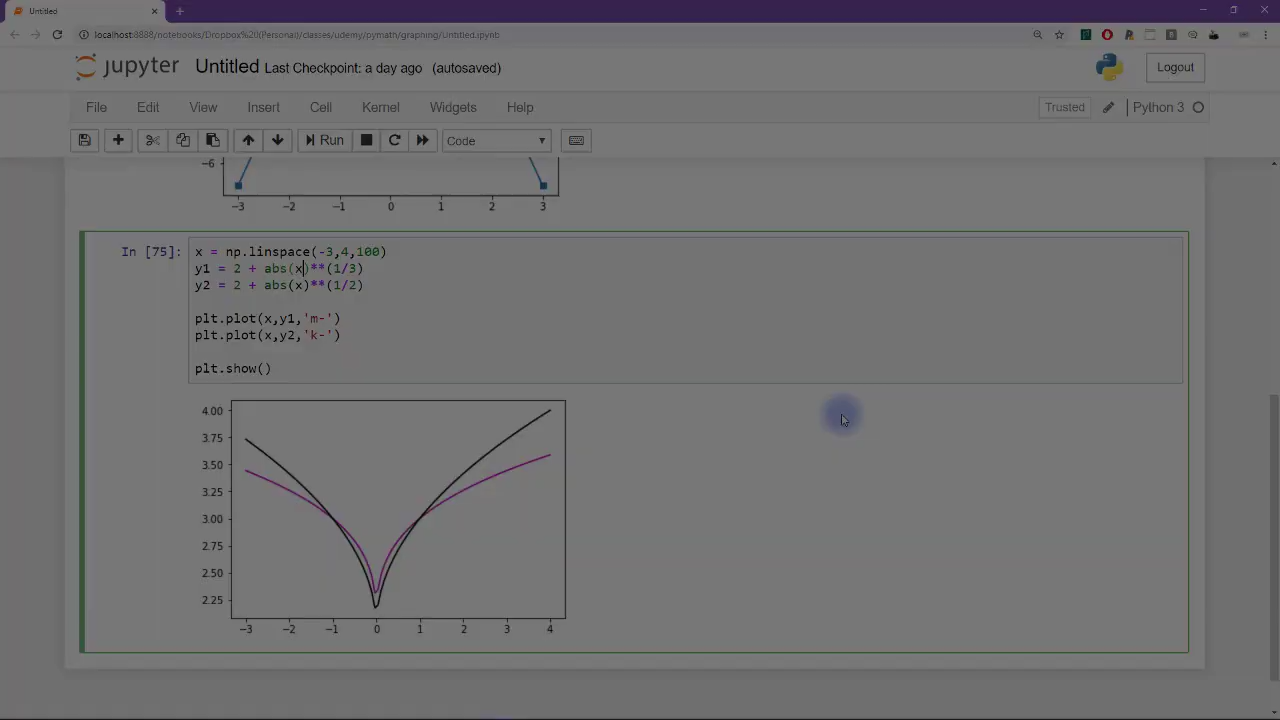 Untitled
localhost:8888/notebooks/Dropbox%20(Personal)/classes/udemy/pymath/graphing/Untitled.ipynb
jupyter Untitled Last Checkpoint: a day ago (autosaved) Logout
File Edit View Insert Cell Kernel Widgets Help Trusted Python 3
Run Code
−6
−3 −2 −1 0 1 2 3
In [75]: x = np.linspace(-3,4,100)
y1 = 2 + abs(x)**(1/3)
y2 = 2 + abs(x)**(1/2)
plt.plot(x,y1,'m-')
plt.plot(x,y2,'k-')
plt.show()
4.00
3.75
3.50
3.25
3.00
2.75
2.50
2.25
−3 −2 −1 0 1 2 3 4